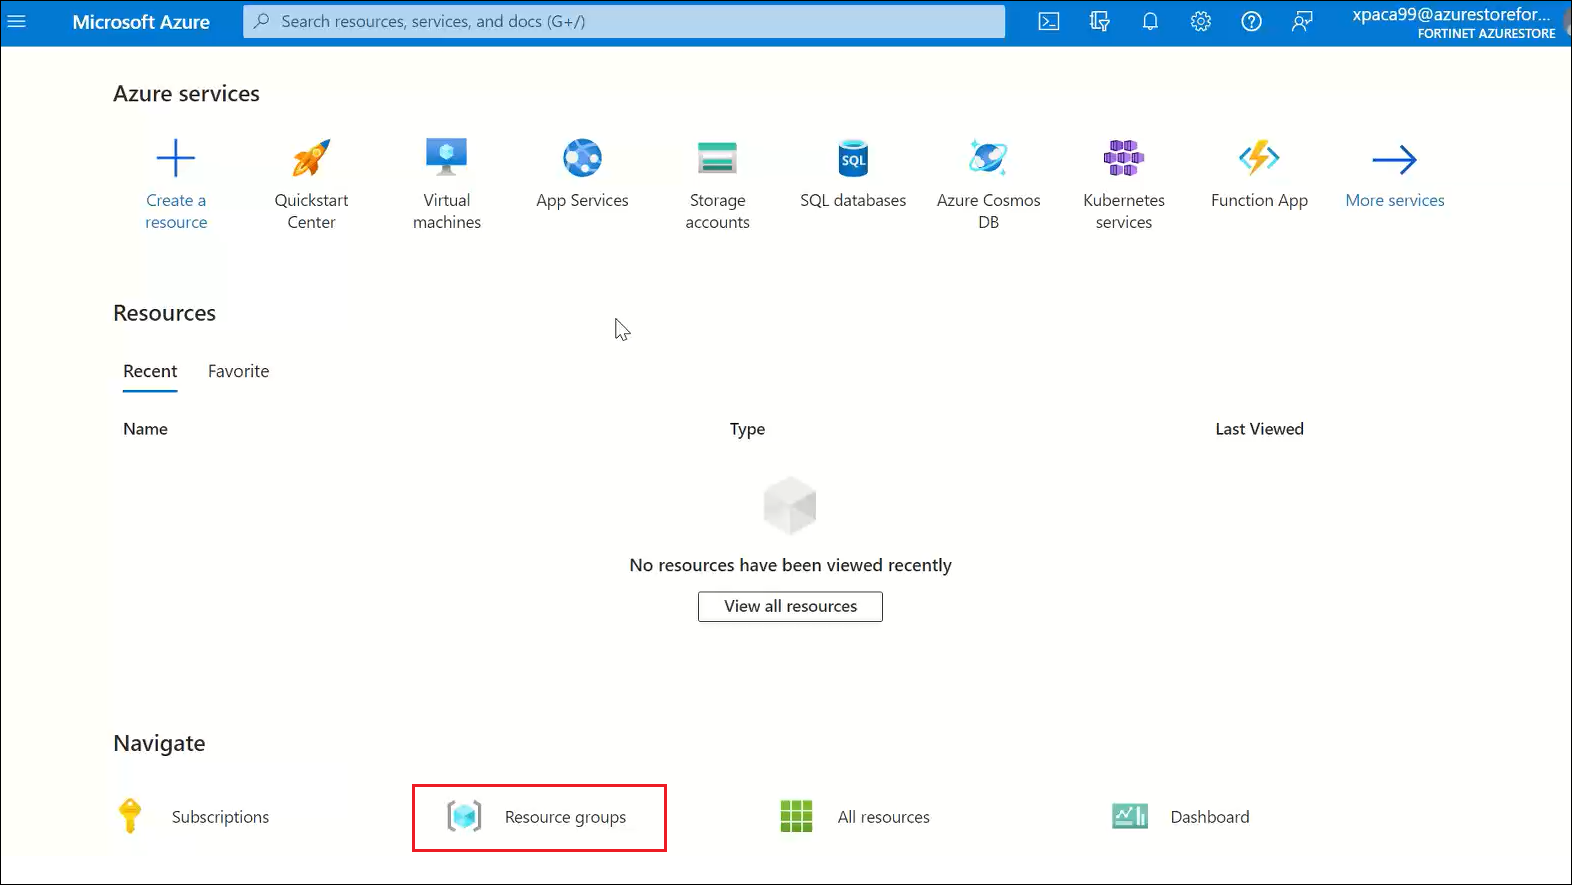 Microsoft Azure
Search resources, services, and docs (G+/)
xpaca99@azurestorefor...
FORTINET AZURESTORE
Azure services
Create a
resource
Quickstart
Center
Virtual
machines
App Services
Storage
accounts
SQL
SQL databases
Azure Cosmos
DB
Kubernetes
services
Function App
More services
Resources
Recent
Favorite
Name
Type
Last Viewed
No resources have been viewed recently
View all resources
Navigate
Subscriptions
Resource groups
All resources
Dashboard